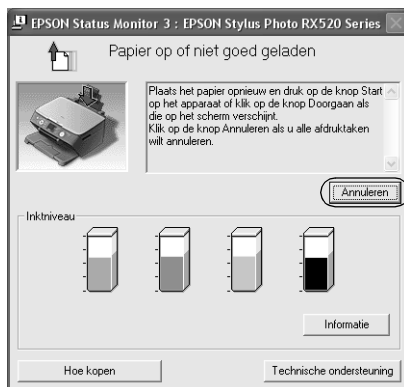 EPSON Status Monitor 3 : EPSON Stylus Photo RX520 Series
Papier op of niet goed geladen
Plaats het papier opnieuw en druk op de knop Start
op het apparaat of klik op de knop Doorgaan als
die op het scherm verschijnt.
Klik op de knop Annuleren als u alle afdruktaken
wilt annuleren.
Annuleren
Inktniveau
Informatie
Hoe kopen
Technische ondersteuning